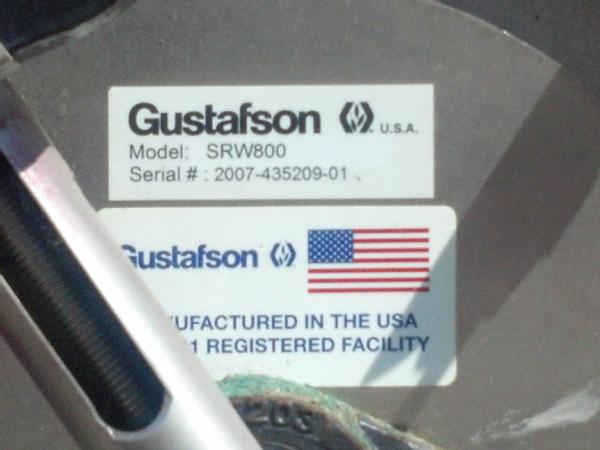 Gustafson U.S.A.
Model: SRW800
Serial # : 2007-435209-01
Gustafson
UFACTURED IN THE USA
1 REGISTERED FACILITY